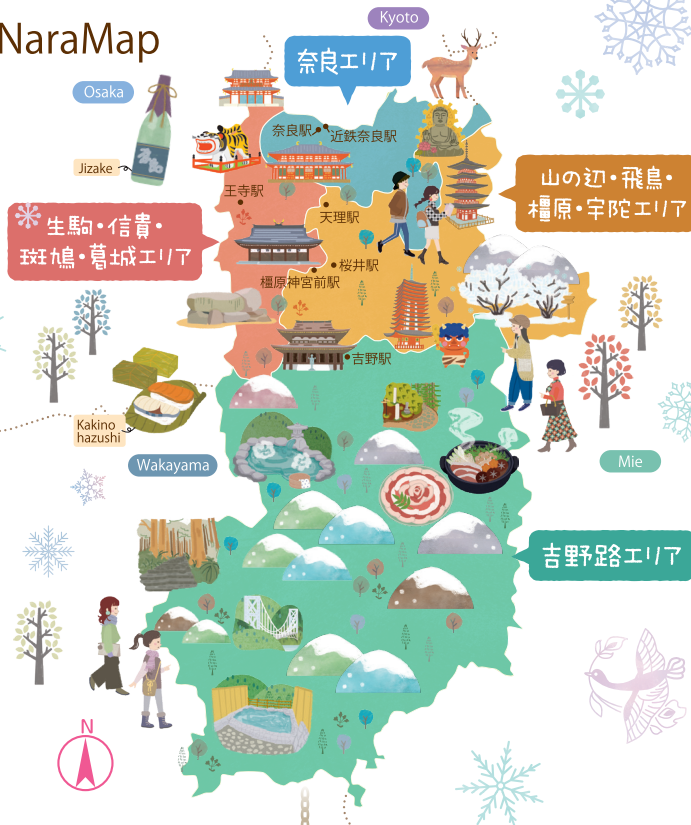 NaraMap
Kyoto
奈良エリア
Osaka
Jizake
奈良駅
近鉄奈良駅
王寺駅
天理駅
山の辺・飛鳥・
橿原・宇陀エリア
生駒・信貴・
斑鳩・葛城エリア
桜井駅
橿原神宮前駅
吉野駅
Kakino
hazushi
Wakayama
Mie
吉野路エリア
N